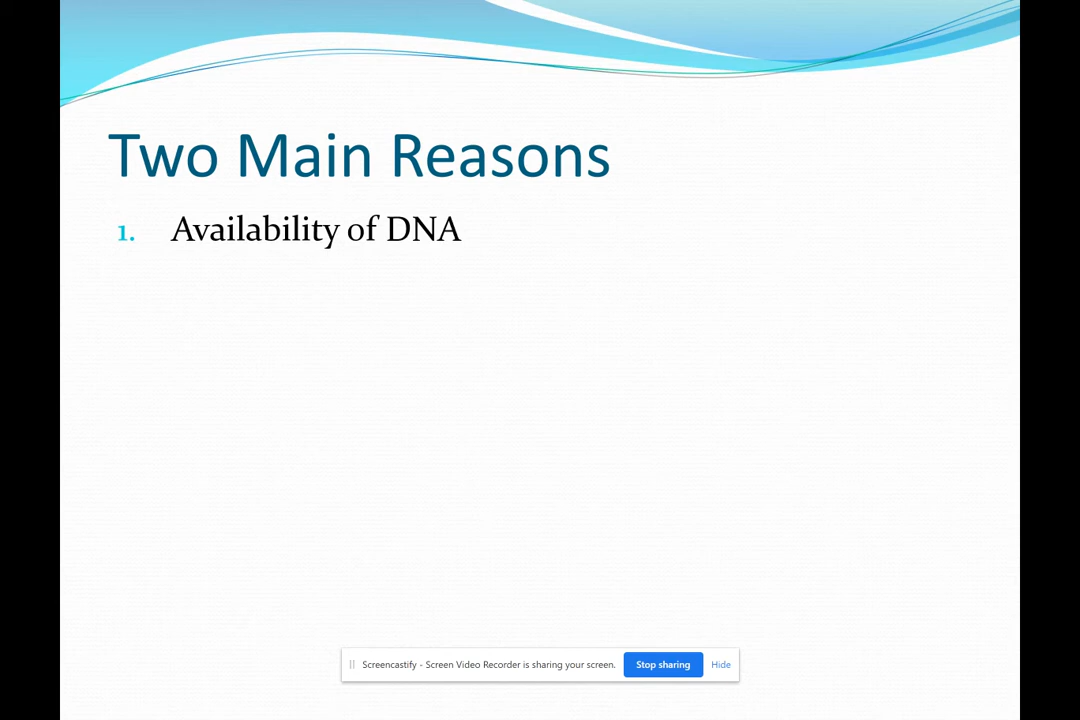 Two Main Reasons
1. Availability of DNA
Screencastify - Screen Video Recorder is sharing your screen. Stop sharing Hide